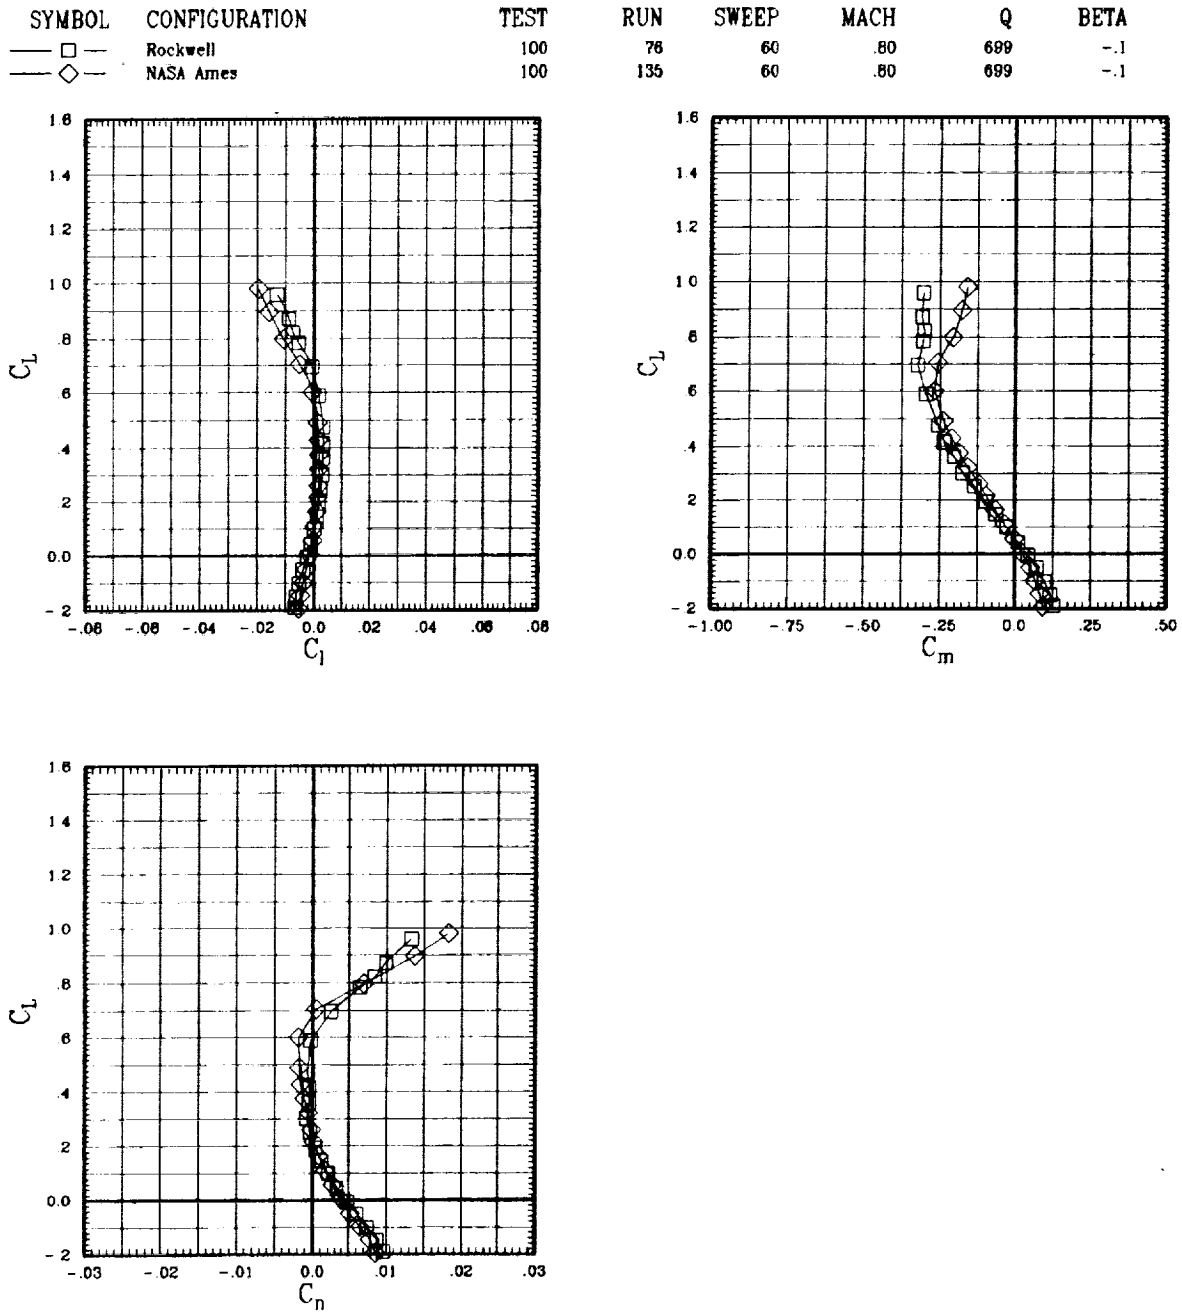 SYMBOL CONFIGURATION TEST RUN SWEEP MACH Q BETA
Rockwell 100 76 60 .80 699 -.1
NASA Ames 100 135 60 .80 699 -.1
1.6
1.4
1.2
1.0
.8
.6
.4
.2
0.0
-.2
C_L
-.08 -.06 -.04 -.02 0.0 .02 .04 .06 .08
C_l
1.6
1.4
1.2
1.0
.8
.6
.4
.2
0.0
-.2
C_L
-1.00 -.75 -.50 -.25 0.0 .25 .50
C_m
1.6
1.4
1.2
1.0
.8
.6
.4
.2
0.0
-.2
C_L
-.03 -.02 -.01 0.0 .01 .02 .03
C_n